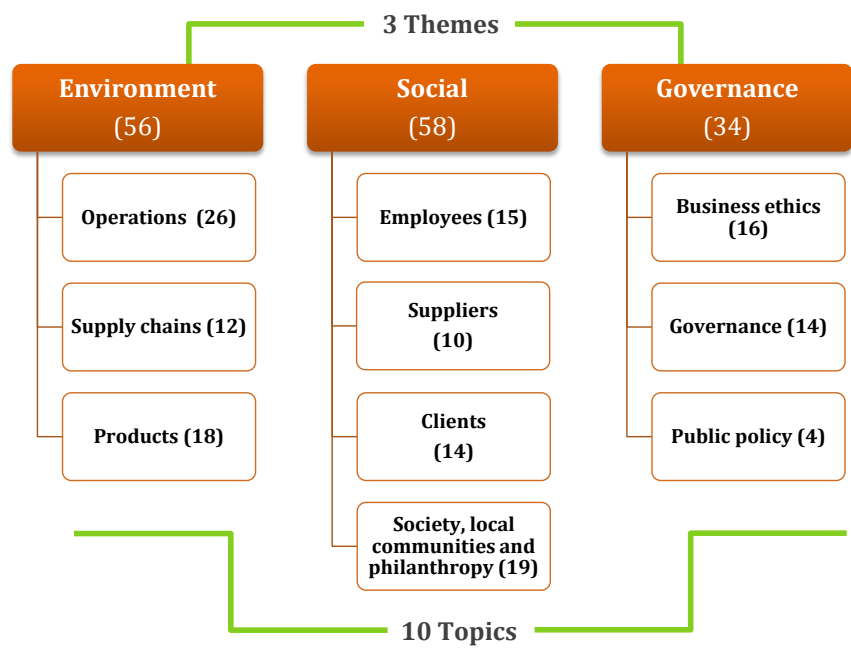 3 Themes
Environment
(56)
Operations (26)
Supply chains (12)
Products (18)
Social
(58)
Employees (15)
Suppliers
(10)
Clients
(14)
Society, local
communities and
philanthropy (19)
Governance
(34)
Business ethics
(16)
Governance (14)
Public policy (4)
10 Topics